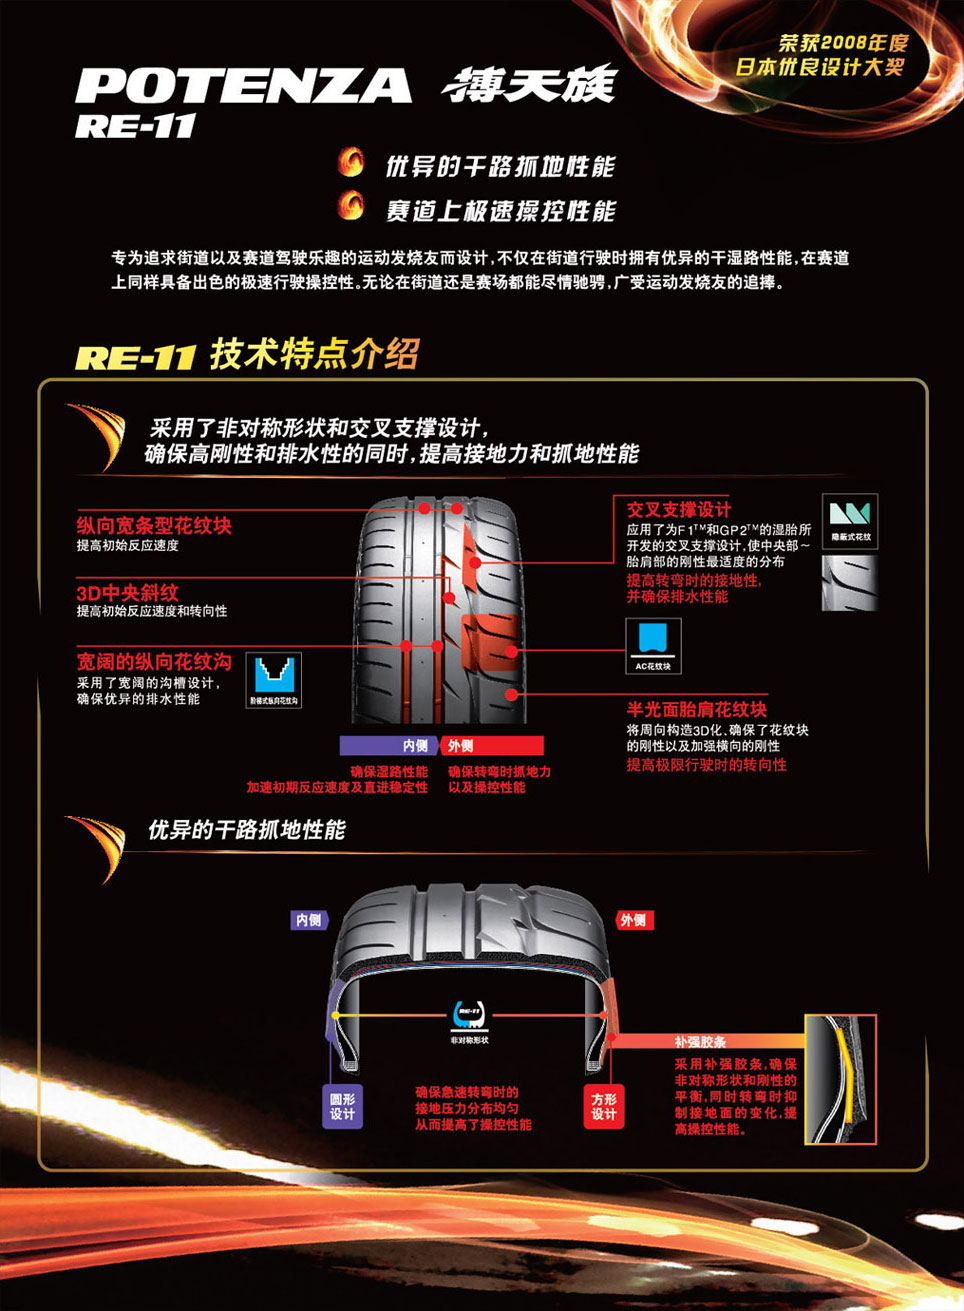 荣获2008年度
日本优良设计大奖
POTENZA 搏天族
RE-11
优异的干路抓地性能
赛道上极速操控性能
专为追求街道以及赛道驾驶乐趣的运动发烧友而设计,不仅在街道行驶时拥有优异的干湿路性能,在赛道
上同样具备出色的极速行驶操控性。无论在街道还是赛场都能尽情驰骋,广受运动发烧友的追捧。
RE-11 技术特点介绍
采用了非对称形状和交叉支撑设计,
确保高刚性和排水性的同时,提高接地力和抓地性能
纵向宽条型花纹块
提高初始反应速度
3D中央斜纹
提高初始反应速度和转向性
宽阔的纵向花纹沟
采用了宽阔的沟槽设计,
确保优异的排水性能
阶梯式纵向花纹沟
交叉支撑设计
应用了为F1™和GP2™的湿胎所
开发的交叉支撑设计,使中央部~
胎肩部的刚性最适度的分布
提高转弯时的接地性,
并确保排水性能
隐蔽式花纹
AC花纹块
半光面胎肩花纹块
将周向构造3D化、确保了花纹块
的刚性以及加强横向的刚性
提高极限行驶时的转向性
内侧 外侧
确保湿路性能
加速初期反应速度及直进稳定性
确保转弯时抓地力
以及操控性能
优异的干路抓地性能
内侧
外侧
RE-11
非对称形状
圆形
设计
确保急速转弯时的
接地压力分布均匀
从而提高了操控性能
方形
设计
补强胶条
采用补强胶条,确保
非对称形状和刚性的
平衡,同时转弯时抑
制接地面的变化,提
高操控性能。